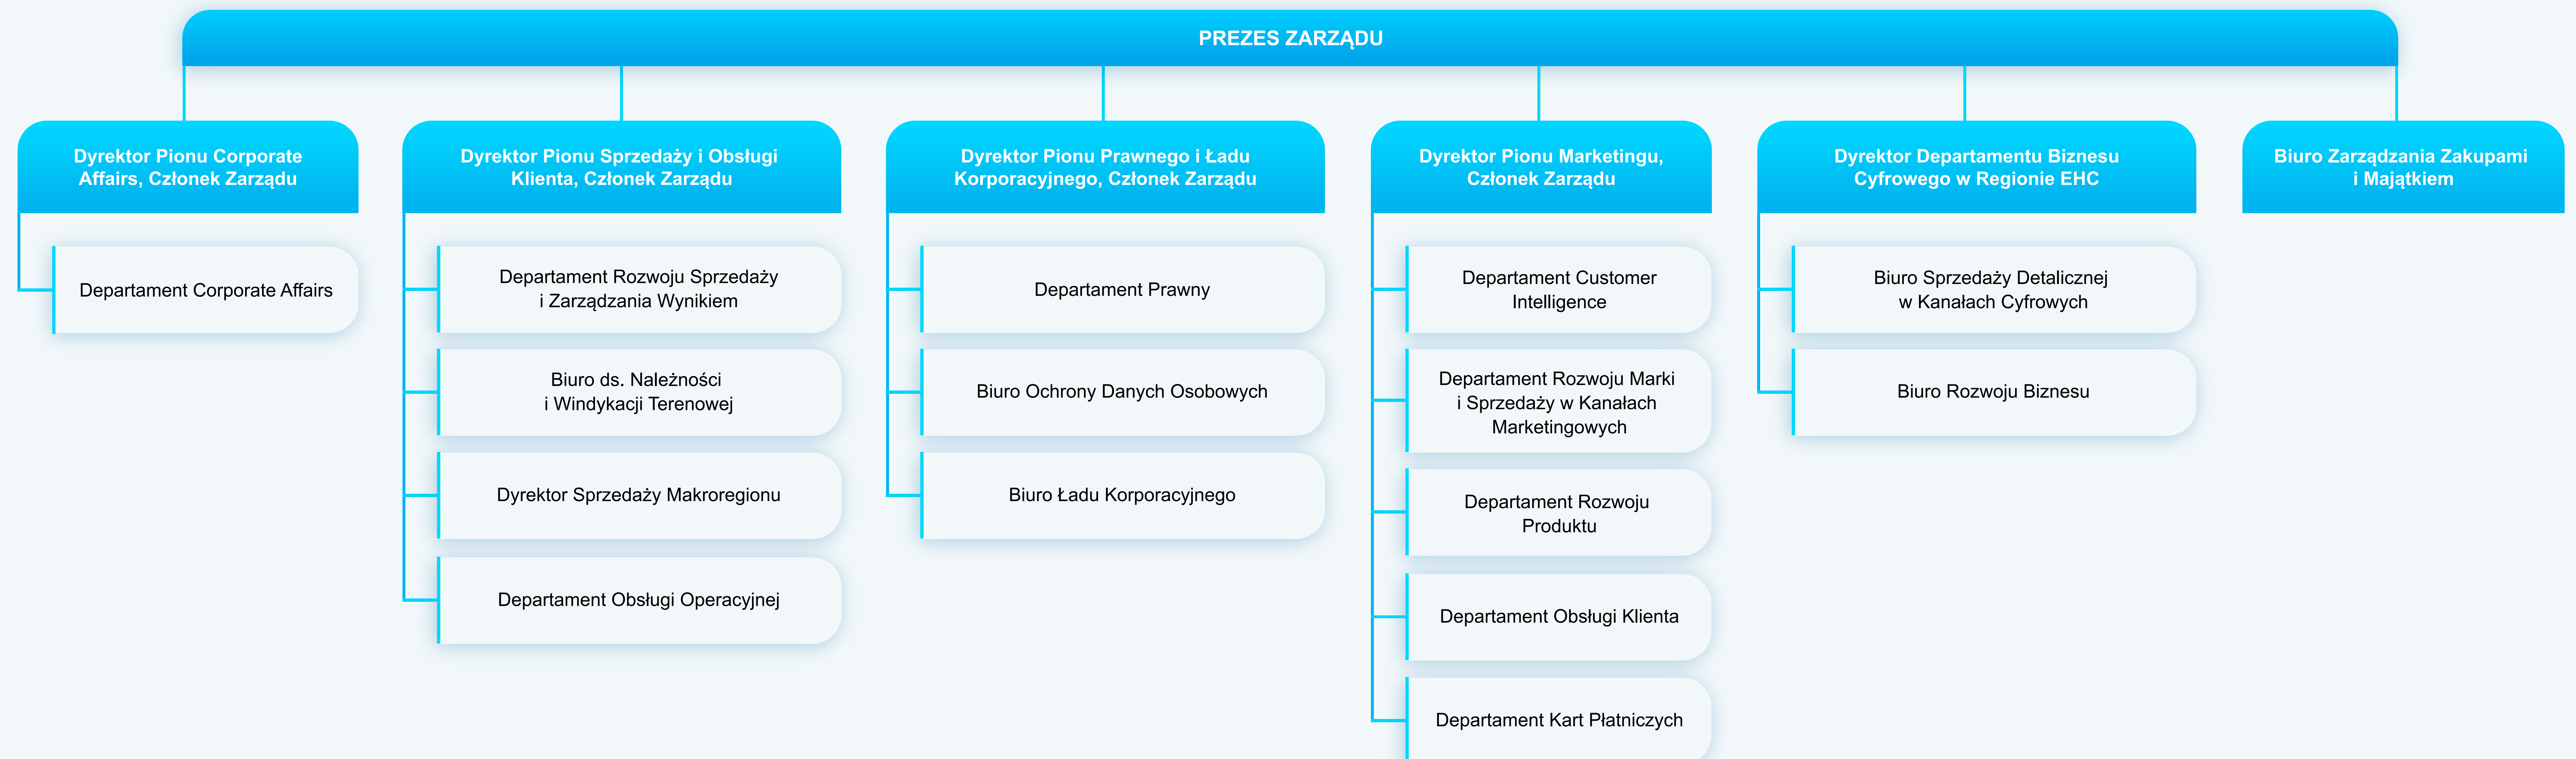 PREZES ZARZĄDU
Dyrektor Pionu Corporate
Affairs, Członek Zarządu
Departament Corporate Affairs
Dyrektor Pionu Sprzedaży i Obsługi
Klienta, Członek Zarządu
Departament Rozwoju Sprzedaży
i Zarządzania Wynikiem
Biuro ds. Należności
i Windykacji Terenowej
Dyrektor Sprzedaży Makroregionu
Departament Obsługi Operacyjnej
Dyrektor Pionu Prawnego i Ładu
Korporacyjnego, Członek Zarządu
Departament Prawny
Biuro Ochrony Danych Osobowych
Biuro Ładu Korporacyjnego
Dyrektor Pionu Marketingu,
Członek Zarządu
Departament Customer
Intelligence
Departament Rozwoju Marki
i Sprzedaży w Kanałach
Marketingowych
Departament Rozwoju
Produktu
Departament Obsługi Klienta
Departament Kart Płatniczych
Dyrektor Departamentu Biznesu
Cyfrowego w Regionie EHC
Biuro Sprzedaży Detalicznej
w Kanałach Cyfrowych
Biuro Rozwoju Biznesu
Biuro Zarządzania Zakupami
i Majątkiem